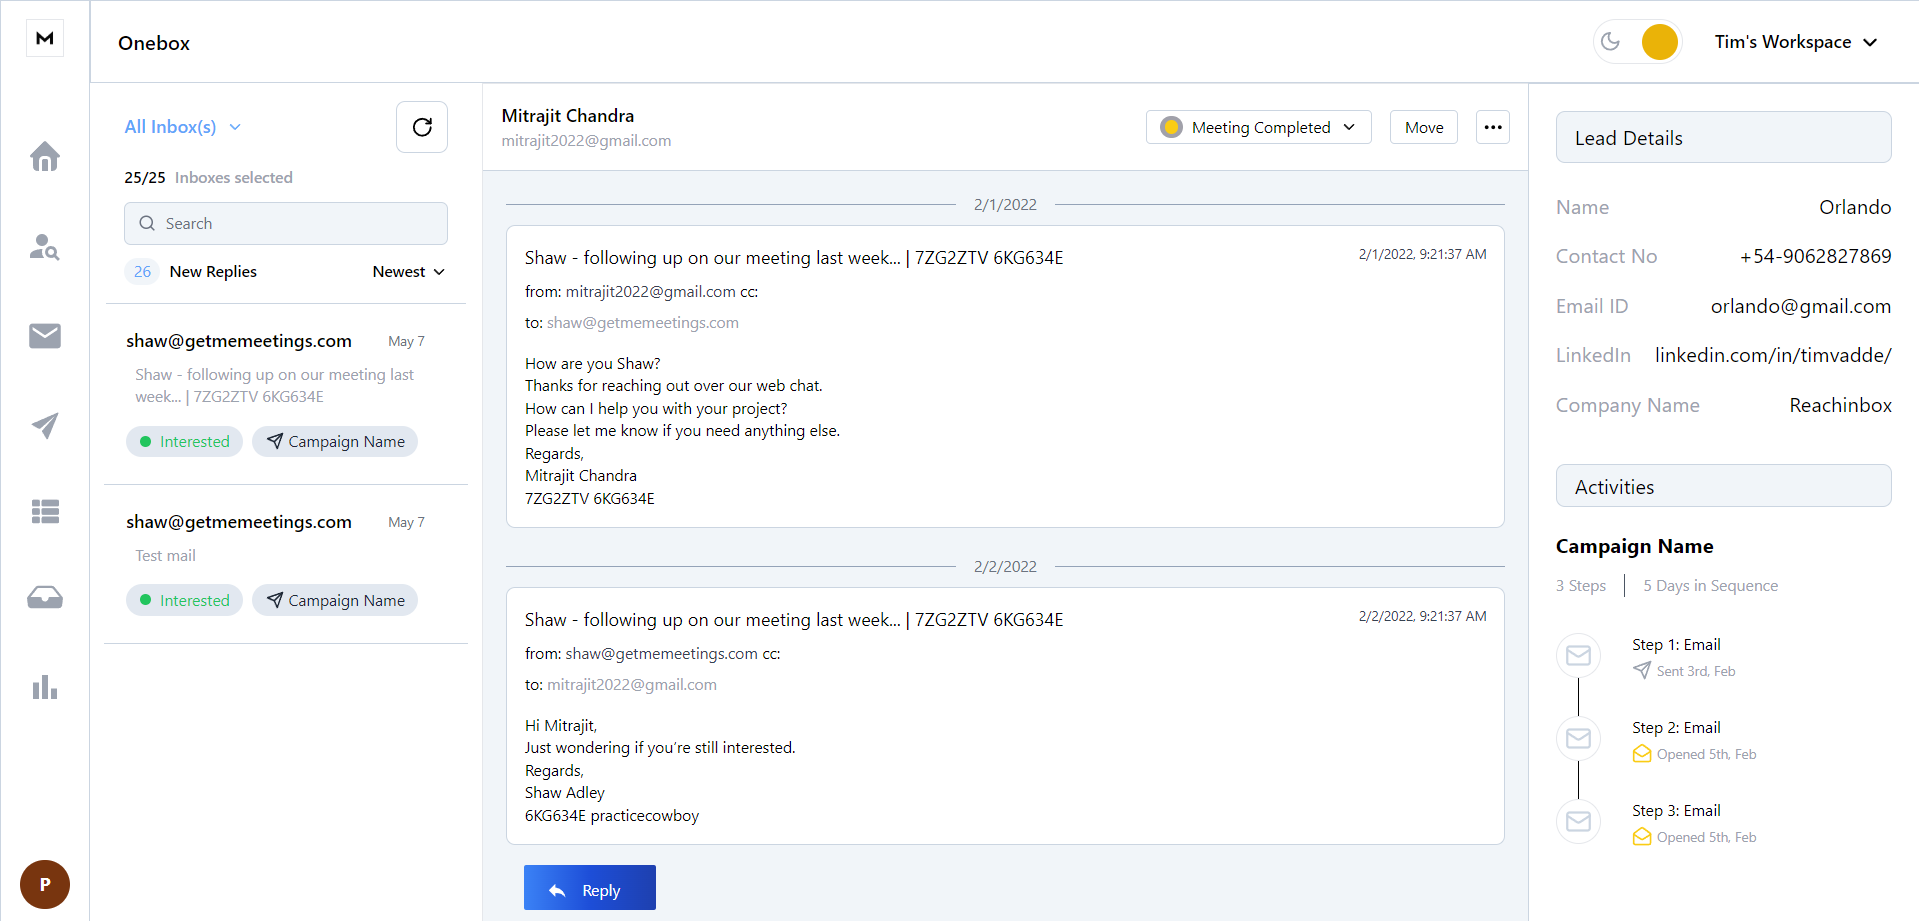 M
Onebox
Tim's Workspace
All Inbox(s)
25/25 Inboxes selected
Search
26 New Replies Newest
shaw@getmemeetings.com May 7
Shaw - following up on our meeting last
week... | 7ZG2ZTV 6KG634E
Interested Campaign Name
shaw@getmemeetings.com May 7
Test mail
Interested Campaign Name
P
Mitrajit Chandra
mitrajit2022@gmail.com
Meeting Completed Move
2/1/2022
Shaw - following up on our meeting last week... | 7ZG2ZTV 6KG634E 2/1/2022, 9:21:37 AM
from: mitrajit2022@gmail.com cc:
to: shaw@getmemeetings.com
How are you Shaw?
Thanks for reaching out over our web chat.
How can I help you with your project?
Please let me know if you need anything else.
Regards,
Mitrajit Chandra
7ZG2ZTV 6KG634E
2/2/2022
Shaw - following up on our meeting last week... | 7ZG2ZTV 6KG634E 2/2/2022, 9:21:37 AM
from: shaw@getmemeetings.com cc:
to: mitrajit2022@gmail.com
Hi Mitrajit,
Just wondering if you’re still interested.
Regards,
Shaw Adley
6KG634E practicecowboy
Reply
Lead Details
Name Orlando
Contact No +54-9062827869
Email ID orlando@gmail.com
LinkedIn linkedin.com/in/timvadde/
Company Name Reachinbox
Activities
Campaign Name
3 Steps 5 Days in Sequence
Step 1: Email
Sent 3rd, Feb
Step 2: Email
Opened 5th, Feb
Step 3: Email
Opened 5th, Feb